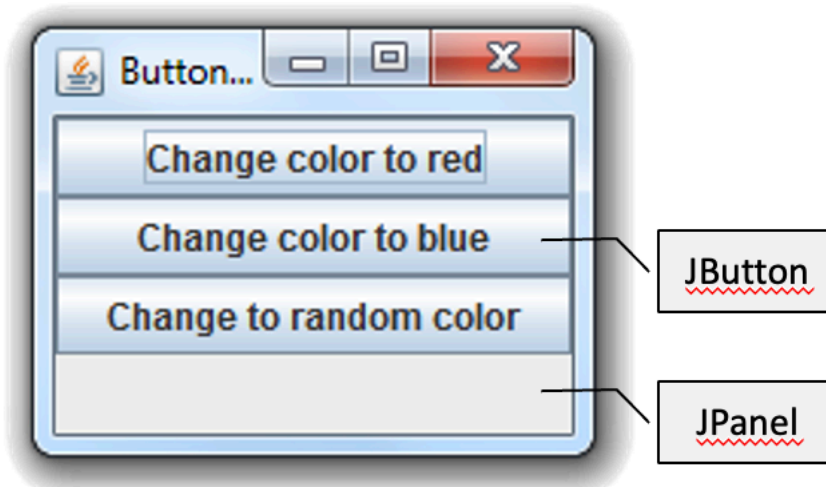 Button...
Change color to red
Change color to blue
JButton
Change to random color
JPanel